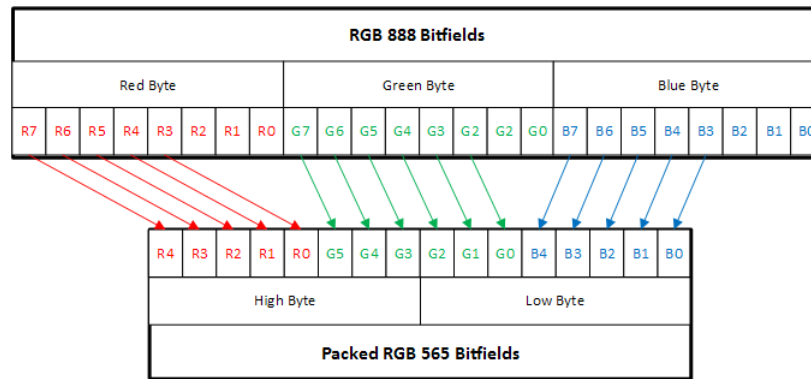 RGB 888 Bitfields
Red Byte Green Byte Blue Byte
R7 R6 R5 R4 R3 R2 R1 R0 G7 G6 G5 G4 G3 G2 G2 G0 B7 B6 B5 B4 B3 B2 B1 B0
R4 R3 R2 R1 R0 G5 G4 G3 G2 G1 G0 B4 B3 B2 B1 B0
High Byte Low Byte
Packed RGB 565 Bitfields